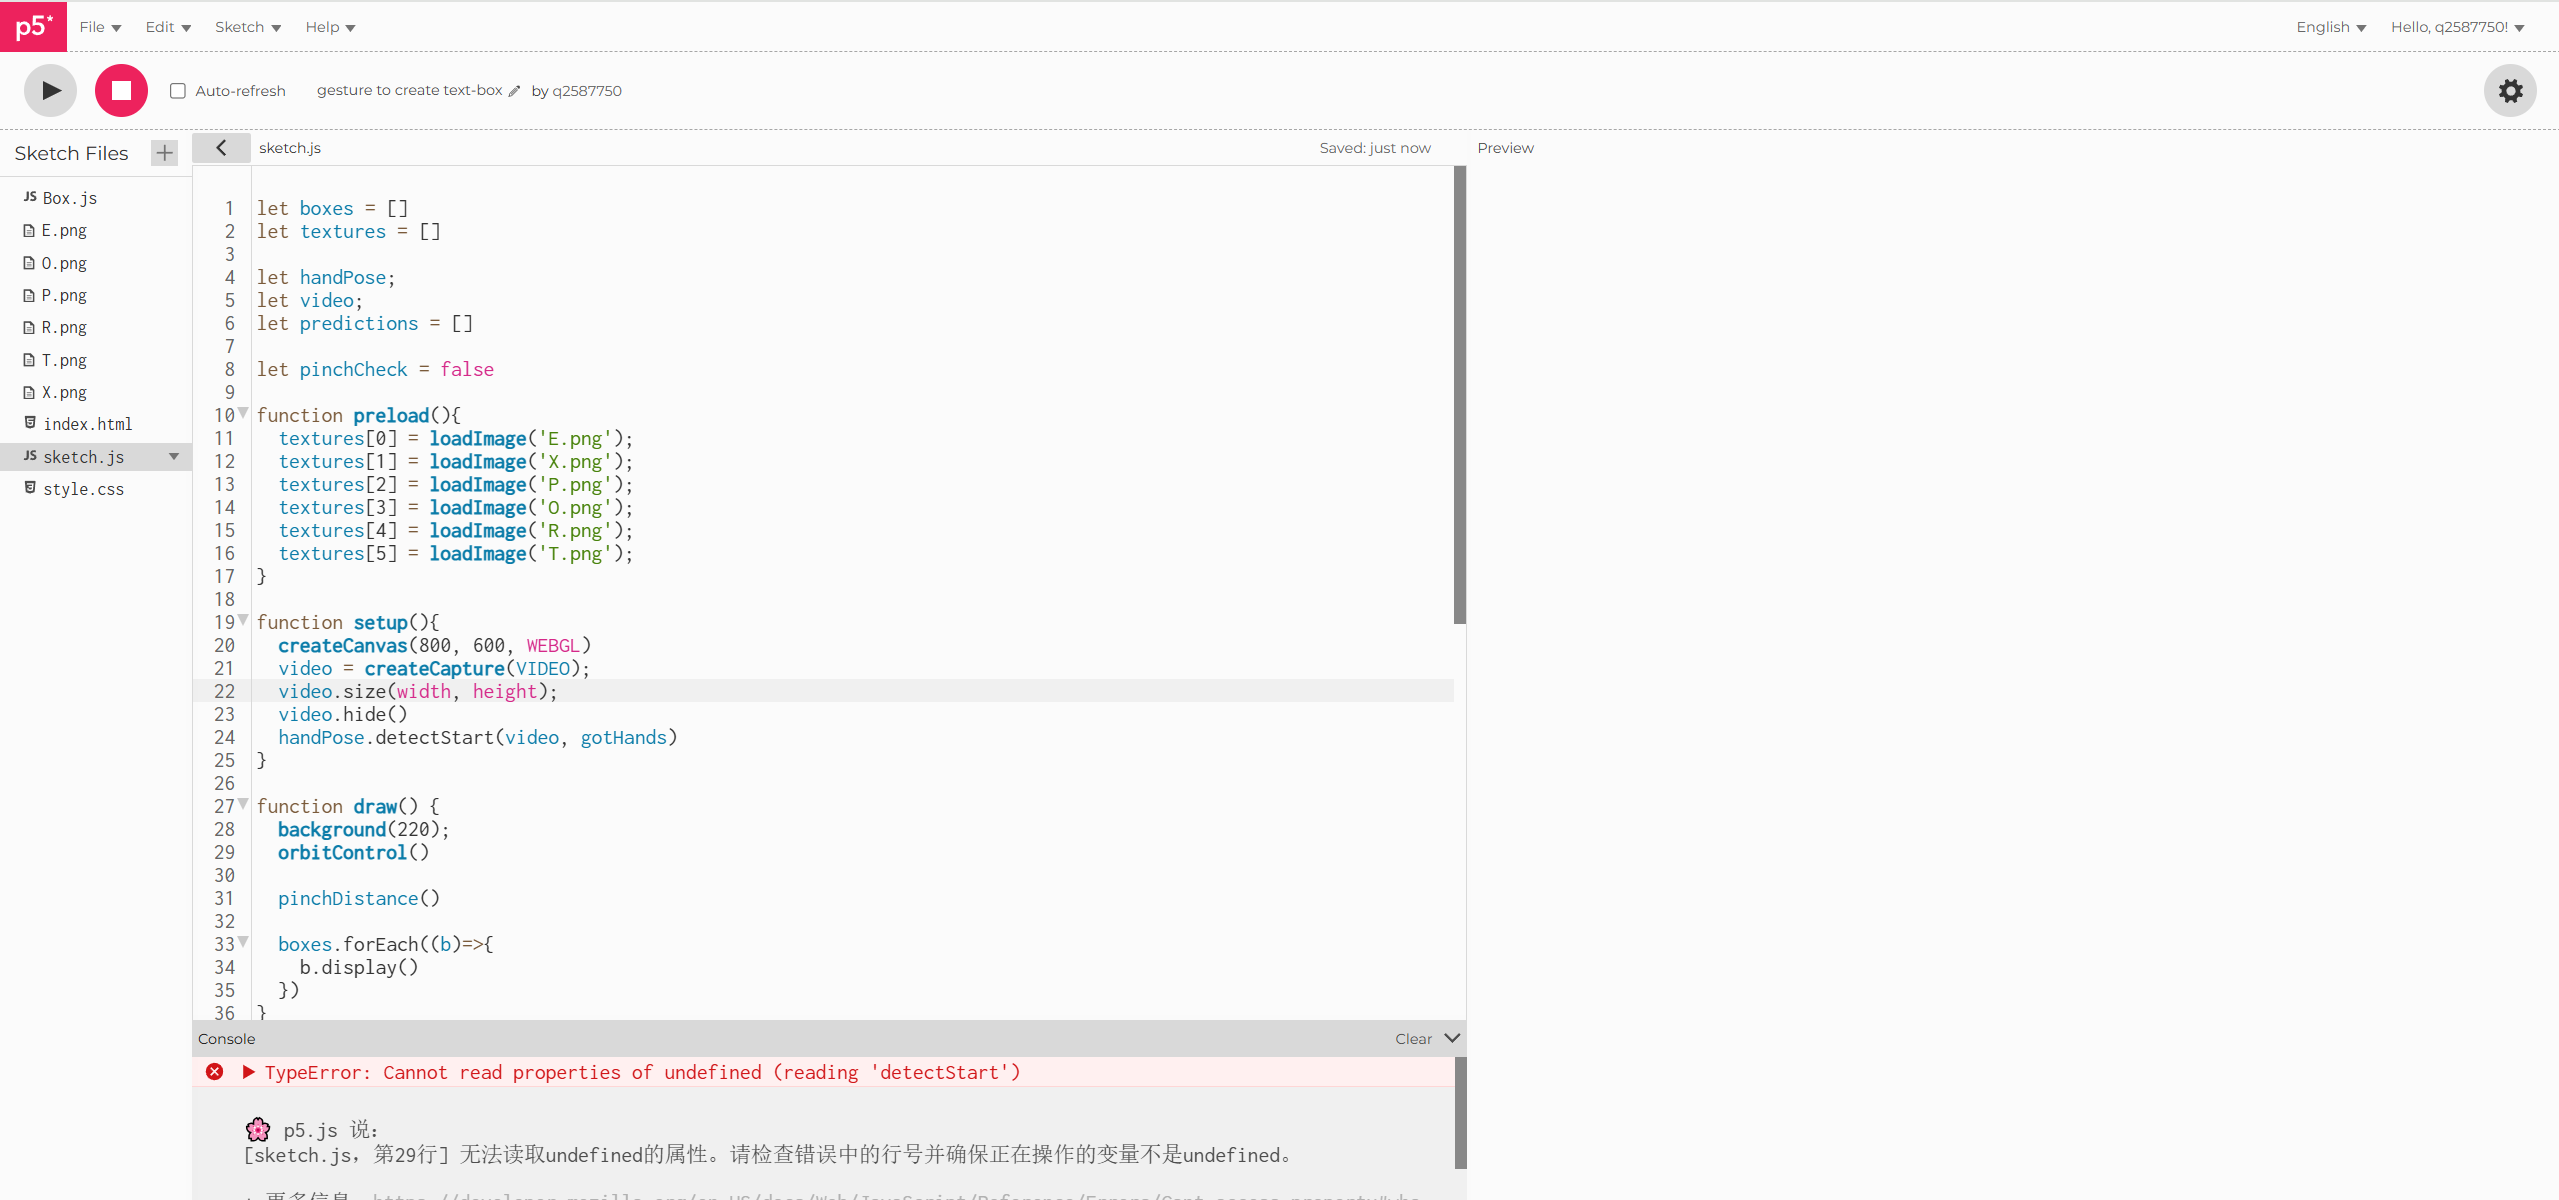 p5* File Edit Sketch Help English Hello, q2587750!
Auto-refresh gesture to create text-box by q2587750
Sketch Files
Box.js
E.png
O.png
P.png
R.png
T.png
X.png
index.html
sketch.js
style.css
sketch.js Saved: just now Preview
1 let boxes = []
2 let textures = []
3
4 let handPose;
5 let video;
6 let predictions = []
7
8 let pinchCheck = false
9
10 function preload(){
11 textures[0] = loadImage('E.png');
12 textures[1] = loadImage('X.png');
13 textures[2] = loadImage('P.png');
14 textures[3] = loadImage('O.png');
15 textures[4] = loadImage('R.png');
16 textures[5] = loadImage('T.png');
17 }
18
19 function setup(){
20 createCanvas(800, 600, WEBGL)
21 video = createCapture(VIDEO);
22 video.size(width, height);
23 video.hide()
24 handPose.detectStart(video, gotHands)
25 }
26
27 function draw() {
28 background(220);
29 orbitControl()
30
31 pinchDistance()
32
33 boxes.forEach((b)=>{
34 b.display()
35 })
36 }
Console Clear
TypeError: Cannot read properties of undefined (reading 'detectStart')
🌸 p5.js 说：
[sketch.js, 第29行] 无法读取undefined的属性。请检查错误中的行号并确保正在操作的变量不是undefined。